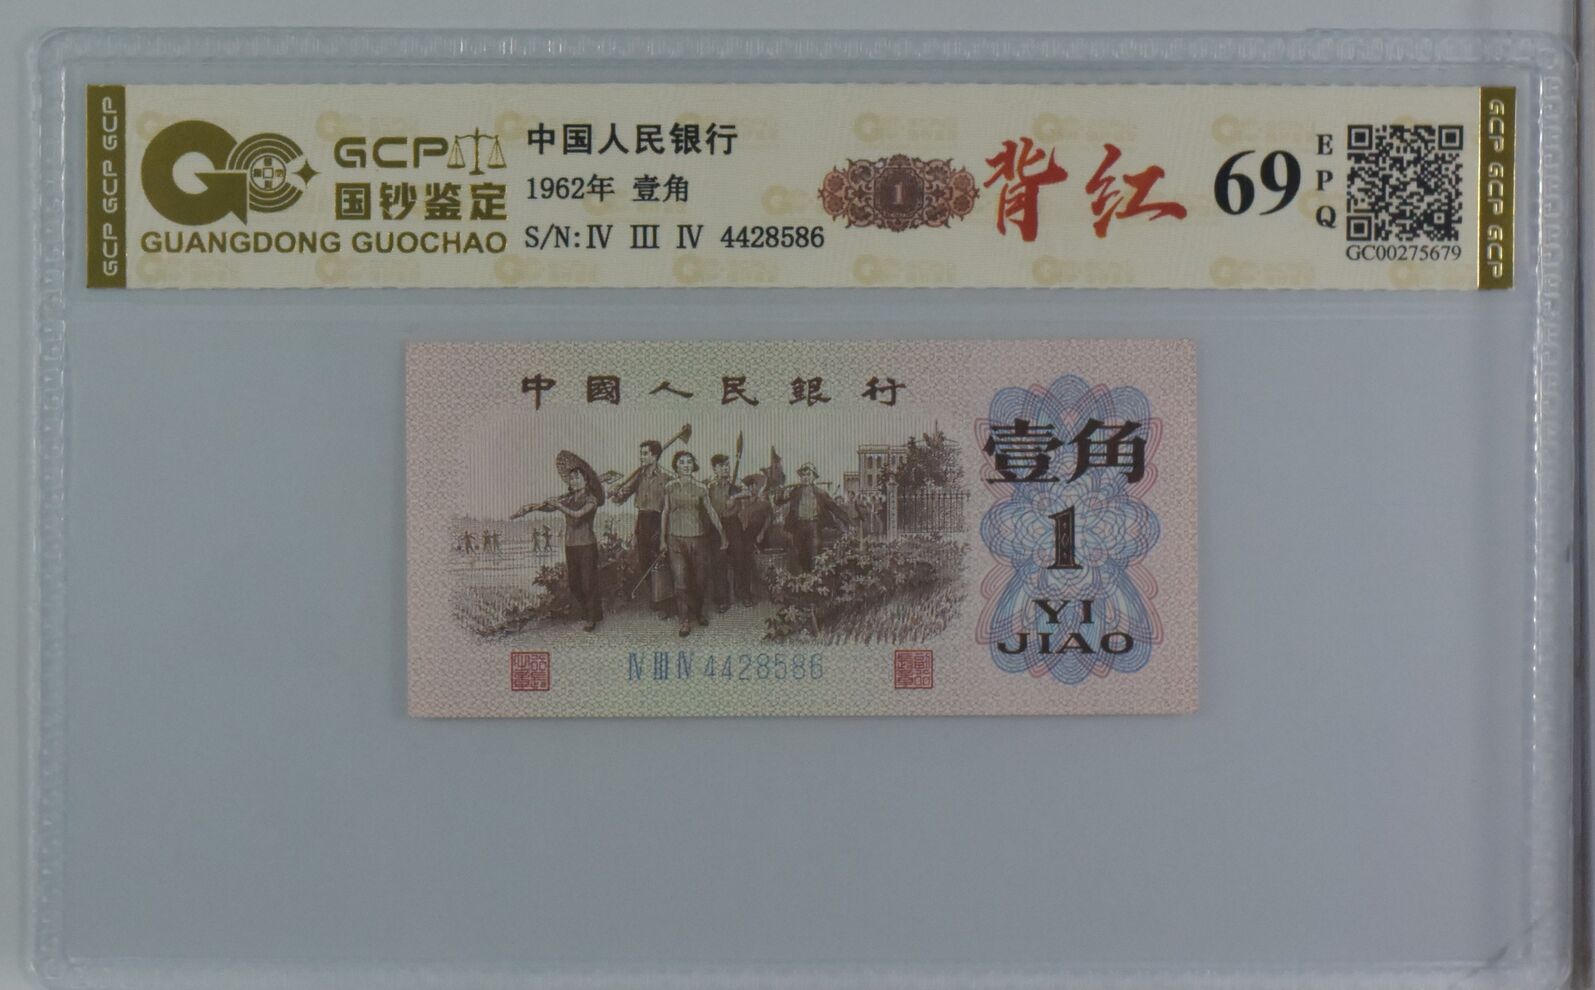 GCP GCP GCP
GCP
国钞鉴定
GUANGDONG GUOCHAO
中国人民银行
1962年 壹角
S/N: IV III IV 4428586
1
背红
69
EPQ
GC00275679
GCP GCP GCP
中國人民銀行
壹角
1
YI
JIAO
IV III IV 4428586